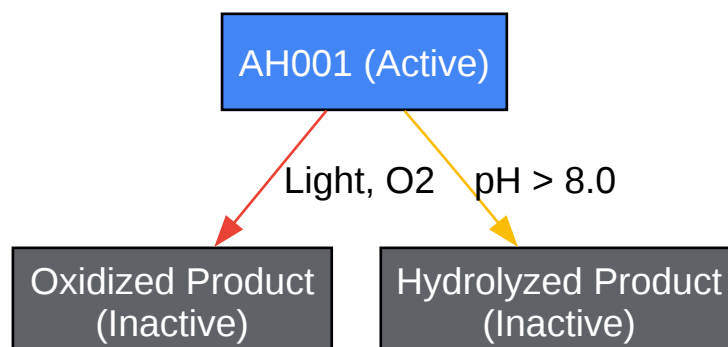 AH001 (Active)
Light, O2
pH > 8.0
Oxidized Product
(Inactive)
Hydrolyzed Product
(Inactive)